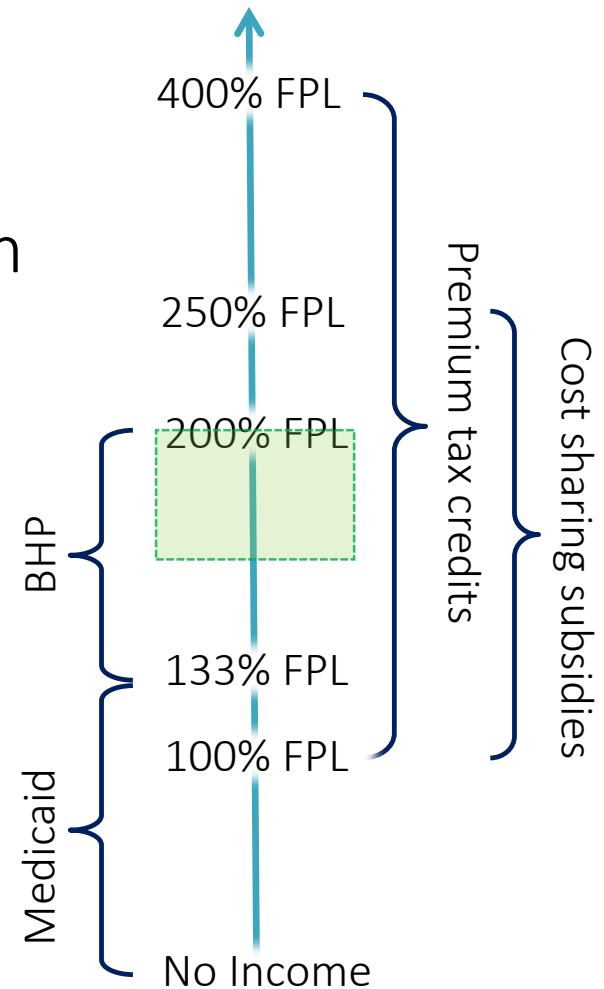 400% FPL
n
250% FPL
200% FPL
133% FPL
100% FPL
No Income
BHP
Medicaid
Premium tax credits
Cost sharing subsidies